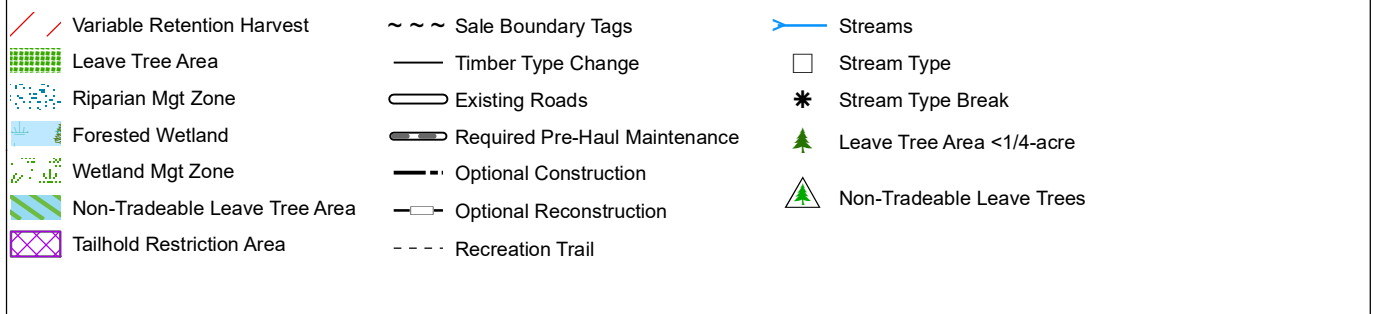 Variable Retention Harvest
Leave Tree Area
Riparian Mgt Zone
Forested Wetland
Wetland Mgt Zone
Non-Tradeable Leave Tree Area
Tailhold Restriction Area
Sale Boundary Tags
Timber Type Change
Existing Roads
Required Pre-Haul Maintenance
Optional Construction
Optional Reconstruction
Recreation Trail
Streams
Stream Type
Stream Type Break
Leave Tree Area <1/4-acre
Non-Tradeable Leave Trees